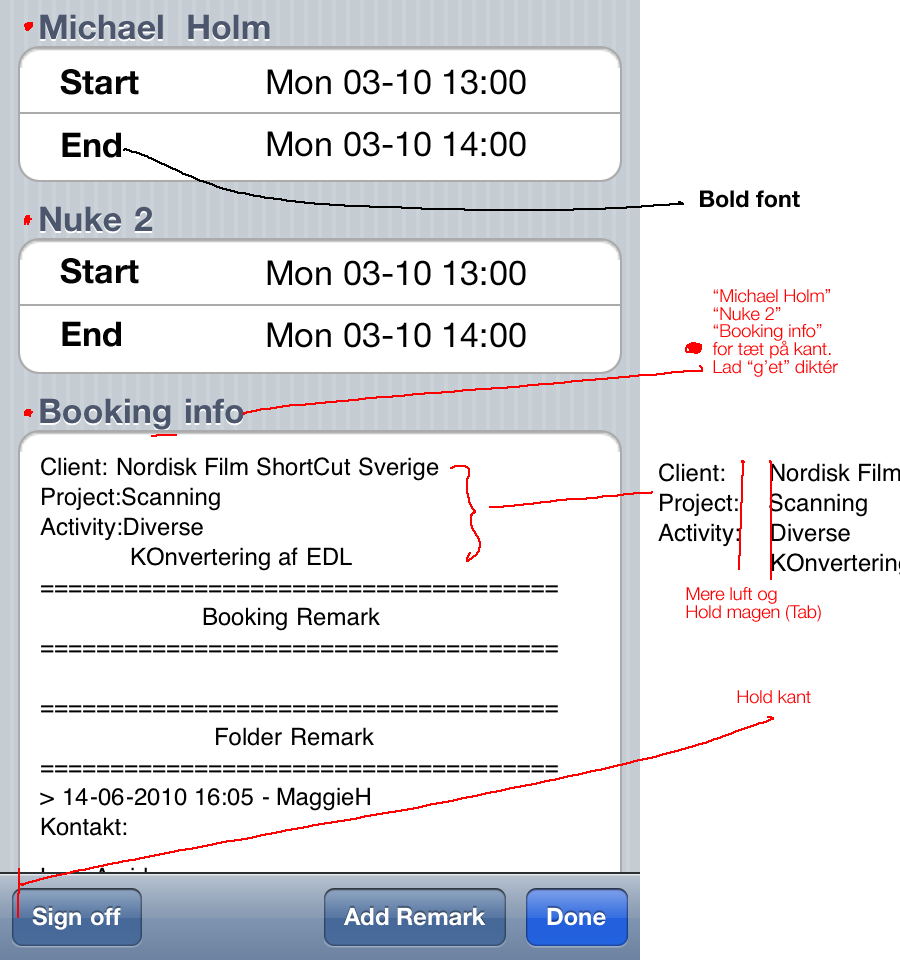 Michael Holm
Start Mon 03-10 13:00
End Mon 03-10 14:00
Bold font
Nuke 2
Start Mon 03-10 13:00
End Mon 03-10 14:00
“Michael Holm”
“Nuke 2”
“Booking info”
for tæt på kant.
Lad “g’et” diktér
Booking info
Client: Nordisk Film ShortCut Sverige
Project:Scanning
Activity:Diverse
KOnvertering af EDL
Client: Nordisk Film
Project: Scanning
Activity: Diverse
KOnvertering
Mere luft og
Hold magen (Tab)
===========================================
Booking Remark
===========================================
===========================================
Folder Remark
===========================================
Hold kant
> 14-06-2010 16:05 - MaggieH
Kontakt:
Sign off
Add Remark
Done